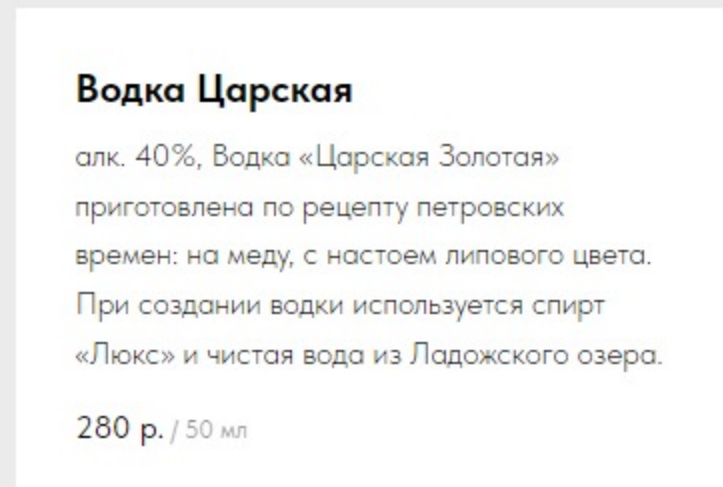 Водка Царская
алк. 40%, Водка «Царская Золотая»
приготовлена по рецепту петровских
времен: на меду, с настоем липового цвета.
При создании водки используется спирт
«Люкс» и чистая вода из Ладожского озера.
280 р. / 50 мл